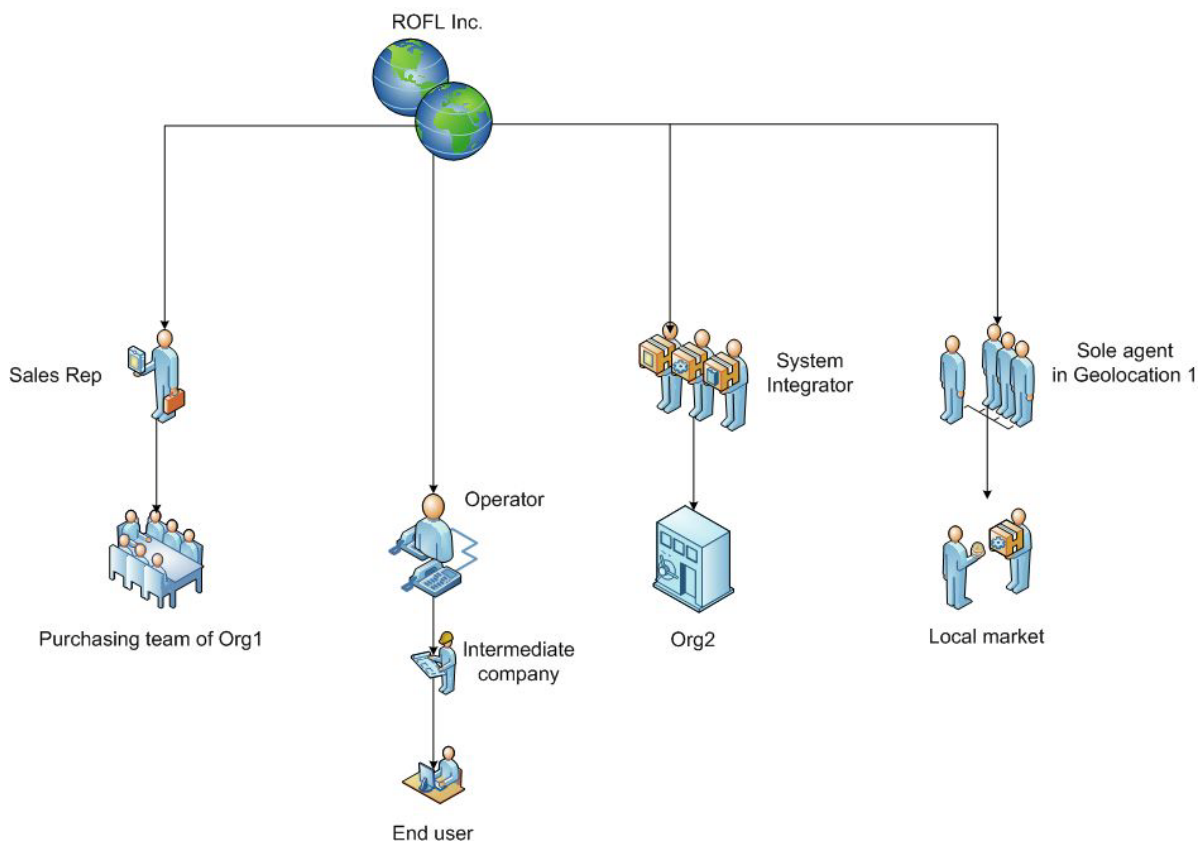 ROFL Inc.
Sales Rep
System
Integrator
Sole agent
in Geolocation 1
Operator
Purchasing team of Org1
Intermediate
company
Org2
Local market
End user